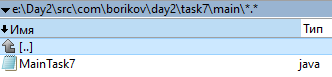 e:\Day2\src\com\borikov\day2\task7\main\*.*
Имя Тип
[..]
MainTask7 java